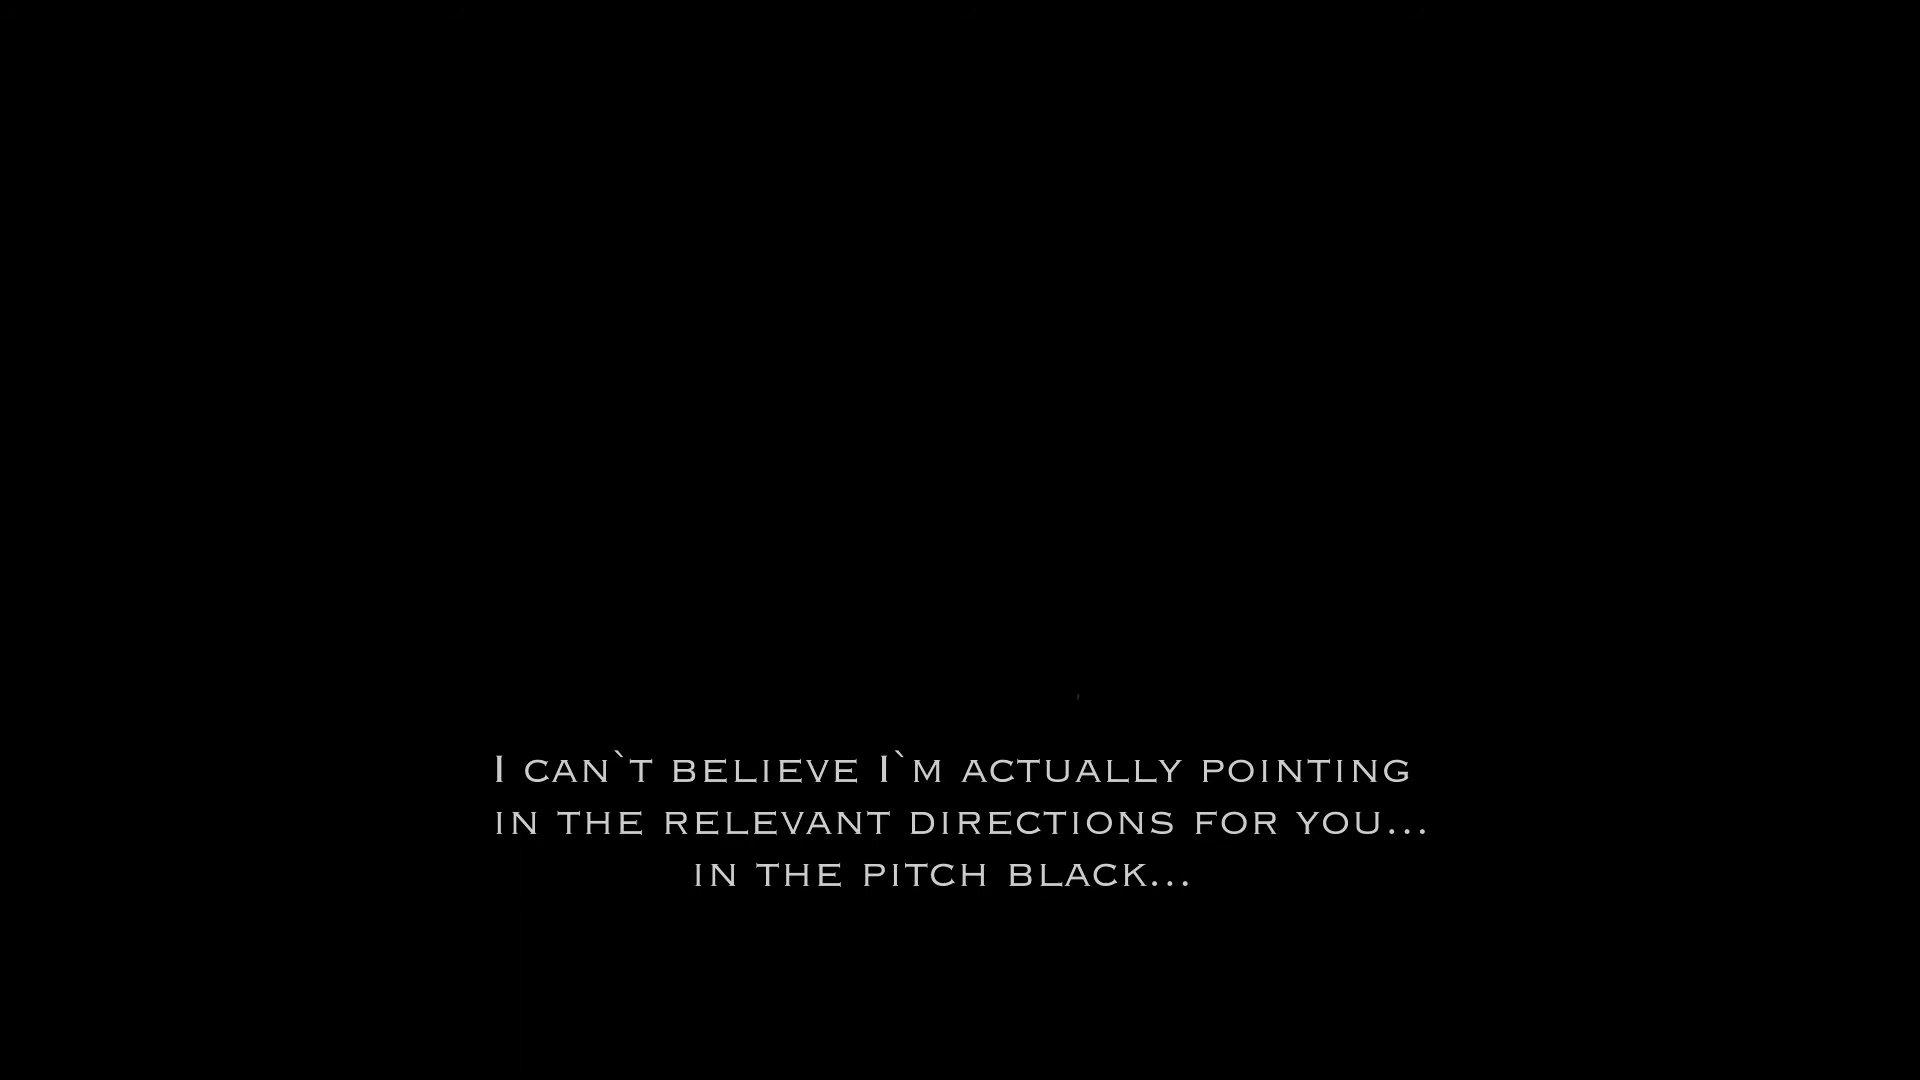 I CAN`T BELIEVE I`M ACTUALLY POINTING
IN THE RELEVANT DIRECTIONS FOR YOU...
IN THE PITCH BLACK...